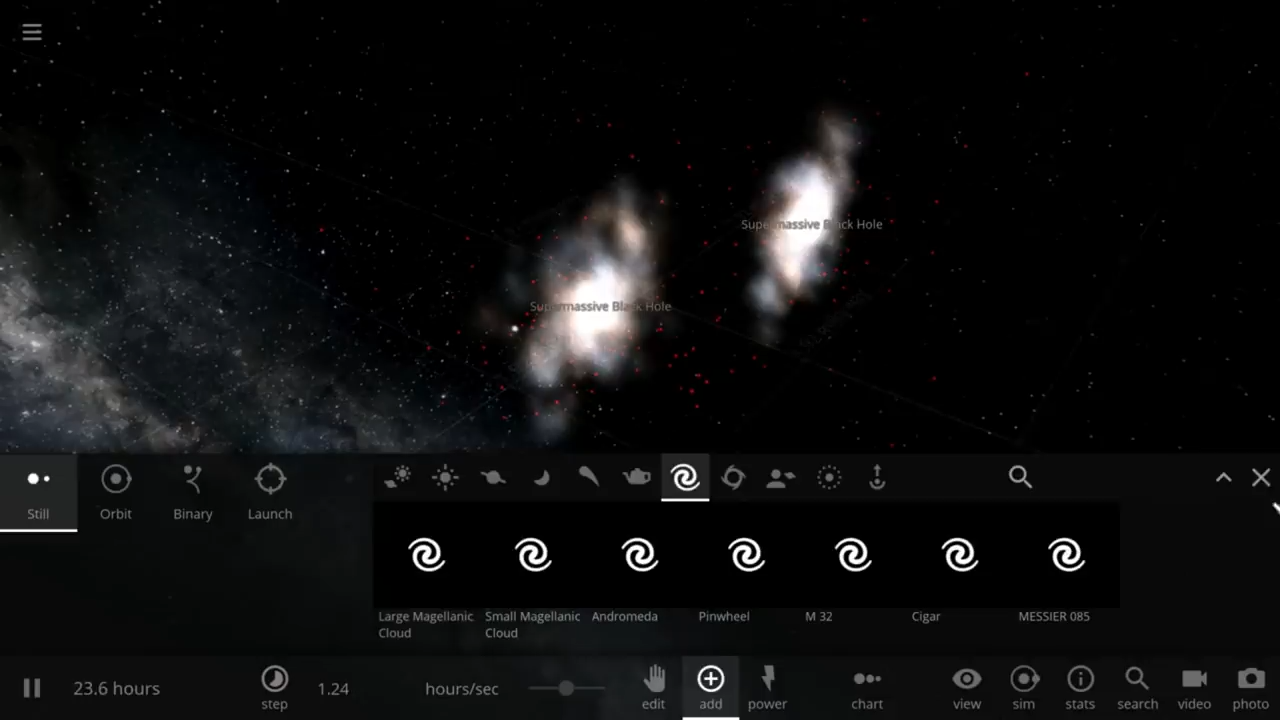 Supermassive Black Hole
Supermassive Black Hole
Still
Orbit
Binary
Launch
Large Magellanic
Cloud
Small Magellanic
Cloud
Andromeda
Pinwheel
M 32
Cigar
MESSIER 085
23.6 hours
step
1.24
hours/sec
edit
add
power
chart
view
sim
stats
search
video
photo